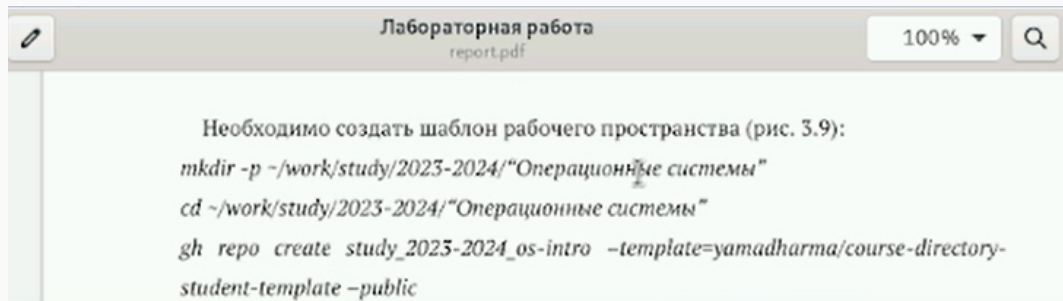 Лабораторная работа
report.pdf
100%
Необходимо создать шаблон рабочего пространства (рис. 3.9):
mkdir -p ~/work/study/2023-2024/“Операционные системы”
cd ~/work/study/2023-2024/“Операционные системы”
gh repo create study_2023-2024_os-intro –template=yamadharma/course-directory-
student-template –public